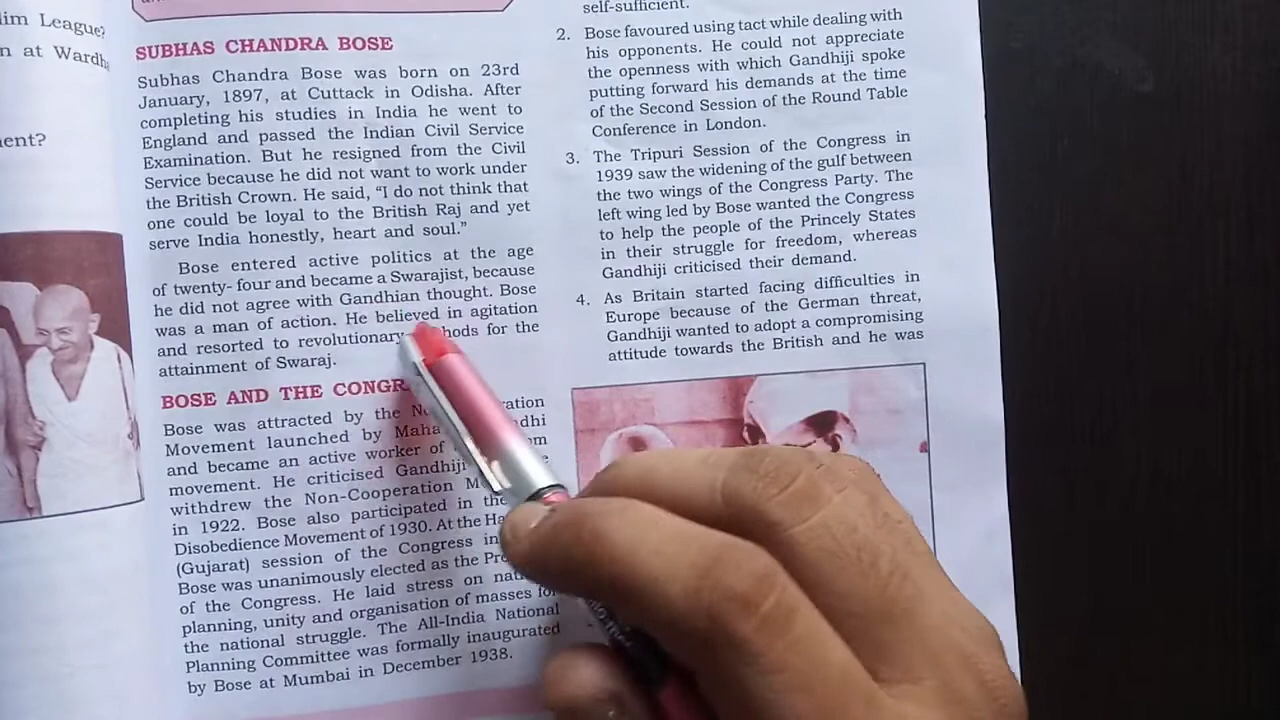 lim League?
n at Wardh
ent?
SUBHAS CHANDRA BOSE
Subhas Chandra Bose was born on 23rd
January, 1897, at Cuttack in Odisha. After
completing his studies in India he went to
England and passed the Indian Civil Service
Examination. But he resigned from the Civil
Service because he did not want to work under
the British Crown. He said, "I do not think that
one could be loyal to the British Raj and yet
serve India honestly, heart and soul."
Bose entered active politics at the age
of twenty- four and became a Swarajist, because
he did not agree with Gandhian thought. Bose
was a man of action. He believed in agitation
and resorted to revolutionary hods for the
attainment of Swaraj.
BOSE AND THE CONGR
Bose was attracted by the N ration
Movement launched by Maha ndhi
and became an active worker of om
movement. He criticised Gandhiji e
withdrew the Non-Cooperation M
in 1922. Bose also participated in the
Disobedience Movement of 1930. At the Ha
(Gujarat) session of the Congress in
Bose was unanimously elected as the Pre
of the Congress. He laid stress on nat
planning, unity and organisation of masses for
the national struggle. The All-India National
Planning Committee was formally inaugurated
by Bose at Mumbai in December 1938.
self-sufficient.
2. Bose favoured using tact while dealing with
his opponents. He could not appreciate
the openness with which Gandhiji spoke
putting forward his demands at the time
of the Second Session of the Round Table
Conference in London.
3. The Tripuri Session of the Congress in
1939 saw the widening of the gulf between
the two wings of the Congress Party. The
left wing led by Bose wanted the Congress
to help the people of the Princely States
in their struggle for freedom, whereas
Gandhiji criticised their demand.
4. As Britain started facing difficulties in
Europe because of the German threat,
Gandhiji wanted to adopt a compromising
attitude towards the British and he was